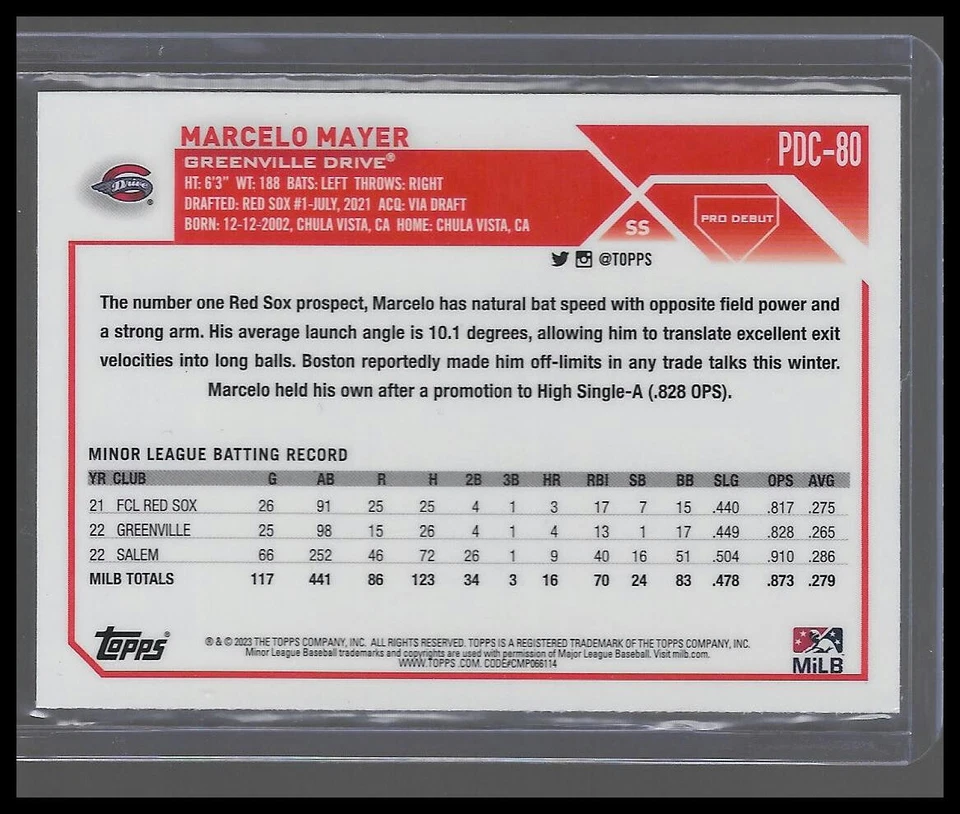 MARCELO MAYER
PDC-80
GREENVILLE DRIVE®
Drive®
HT: 6'3" WT: 188 BATS: LEFT THROWS: RIGHT
DRAFTED: RED SOX #1-JULY, 2021 ACQ: VIA DRAFT
BORN: 12-12-2002, CHULA VISTA, CA HOME: CHULA VISTA, CA
SS
PRO DEBUT
@TOPPS
The number one Red Sox prospect, Marcelo has natural bat speed with opposite field power and
a strong arm. His average launch angle is 10.1 degrees, allowing him to translate excellent exit
velocities into long balls. Boston reportedly made him off-limits in any trade talks this winter.
Marcelo held his own after a promotion to High Single-A (.828 OPS).
MINOR LEAGUE BATTING RECORD
YR CLUB G AB R H 2B 3B HR RBI SB BB SLG OPS AVG
21 FCL RED SOX 26 91 25 25 4 1 3 17 7 15 .440 .817 .275
22 GREENVILLE 25 98 15 26 4 1 4 13 1 17 .449 .828 .265
22 SALEM 66 252 46 72 26 1 9 40 16 51 .504 .910 .286
MILB TOTALS 117 441 86 123 34 3 16 70 24 83 .478 .873 .279
topps®
® & © 2023 THE TOPPS COMPANY, INC. ALL RIGHTS RESERVED. TOPPS IS A REGISTERED TRADEMARK OF THE TOPPS COMPANY, INC.
Minor League Baseball trademarks and copyrights are used with permission of Major League Baseball. Visit milb.com.
WWW.TOPPS.COM. CODE#CMP066114
MiLB